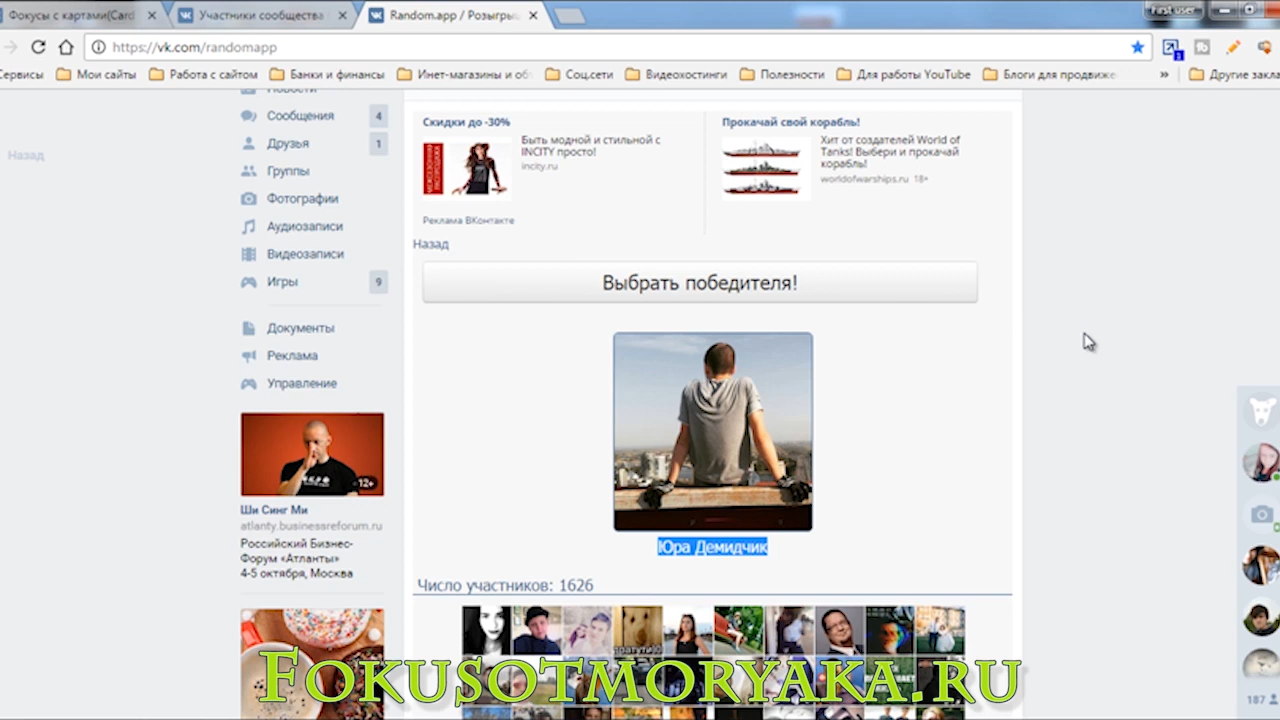 Фокусы с картами(Card
Участники сообщества
Random.app / Розыгры
First user
https://vk.com/randomapp
Сервисы
Мои сайты
Работа с сайтом
Банки и финансы
Инет-магазины и об
Соц.сети
Видеохостинги
Полезности
Для работы YouTube
Блоги для продвиже
»
Другие закла
Назад
Новости
Сообщения 4
Друзья 1
Группы
Фотографии
Аудиозаписи
Видеозаписи
Игры 9
Документы
Реклама
Управление
12+
Ши Синг Ми
atlanty.businessreforum.ru
Российский Бизнес-
Форум «Атланты»
4-5 октября, Москва
Скидки до -30%
Быть модной и стильной с
INCITY просто!
incity.ru
Реклама ВКонтакте
Прокачай свой корабль!
Хит от создателей World of
Tanks! Выбери и прокачай
корабль!
worldofwarships.ru 18+
Назад
Выбрать победителя!
Юра Демидчик
Число участников: 1626
187
Fokusotmoryaka.ru